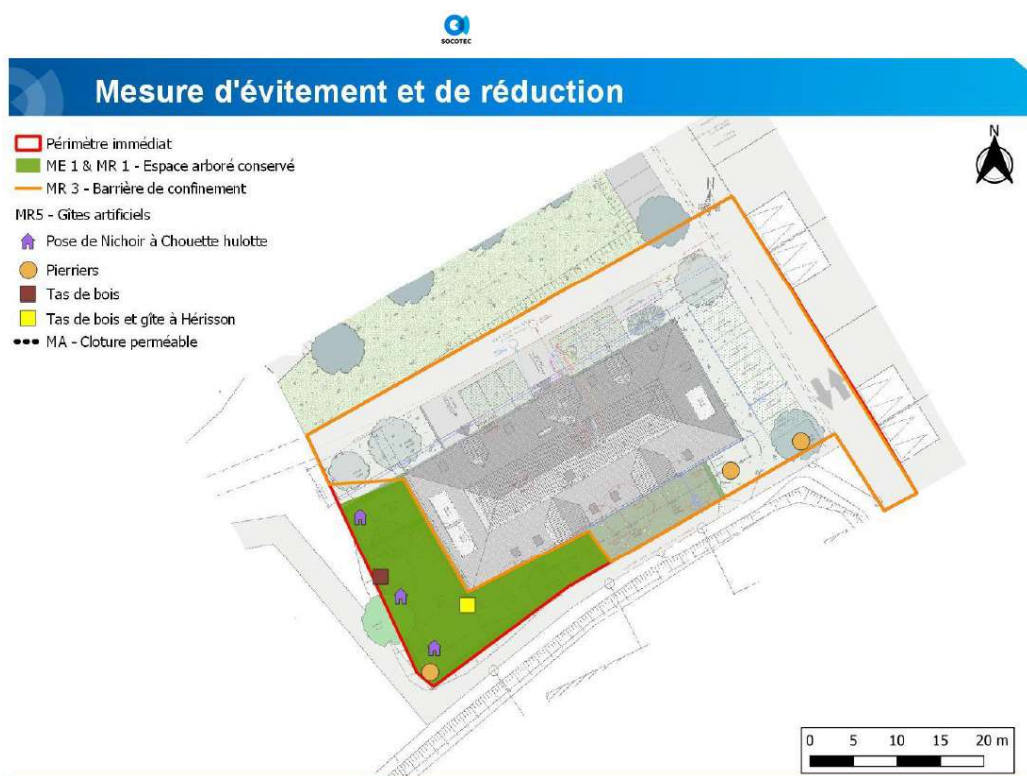 SOCOTEC
Mesure d'évitement et de réduction
Périmètre immédiat
ME 1 & MR 1 - Espace arboré conservé
MR 3 - Barrière de confinement
MR5 - Gîtes artificiels
Pose de Nichoir à Chouette hulotte
Pierriers
Tas de bois
Tas de bois et gîte à Hérisson
MA - Cloture perméable
N
0 5 10 15 20 m